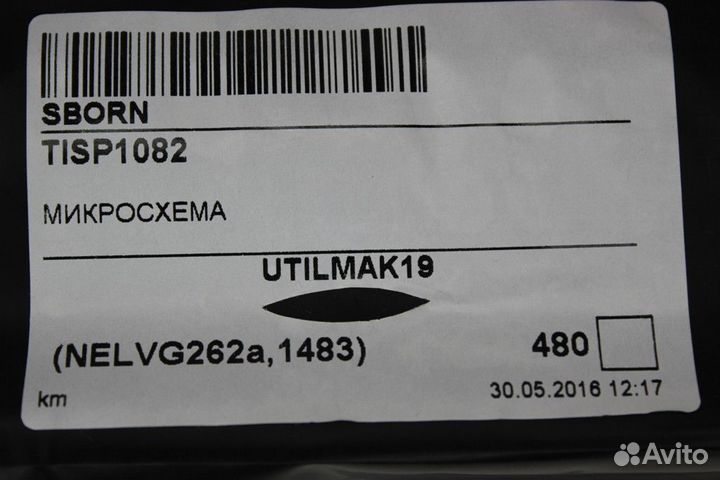 SBORN
TISP1082
МИКРОСХЕМА
UTILMAK19
(NELVG262a,1483)
480
km
30.05.2016 12:17
Avito